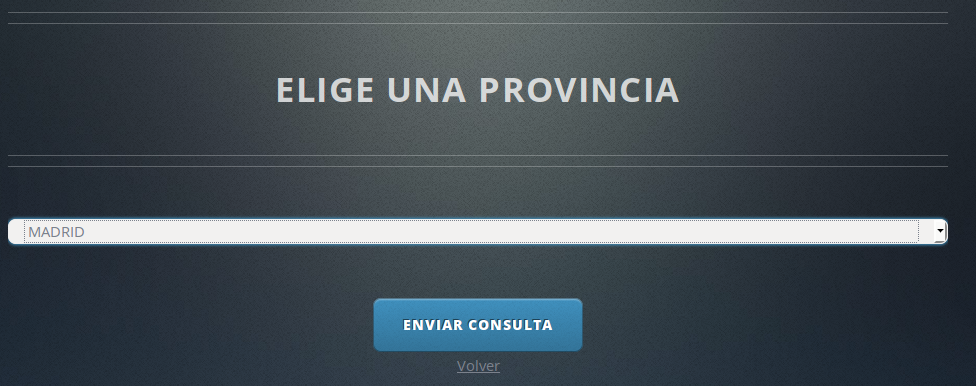 ELIGE UNA PROVINCIA
MADRID
ENVIAR CONSULTA
Volver